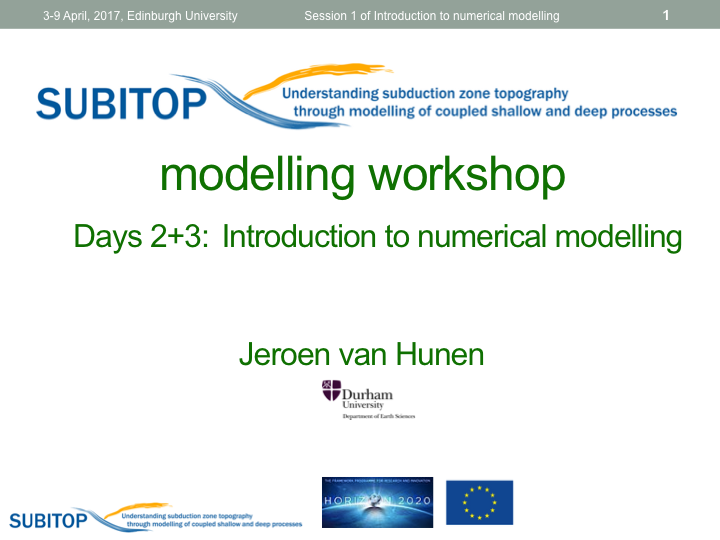 3-9 April, 2017, Edinburgh University Session 1 of Introduction to numerical modelling 1
SUBITOP
Understanding subduction zone topography
through modelling of coupled shallow and deep processes
modelling workshop
Days 2+3: Introduction to numerical modelling
Jeroen van Hunen
Durham
University
Department of Earth Sciences
SUBITOP
Understanding subduction zone topography
through modelling of coupled shallow and deep processes
THE FRAMEWORK PROGRAMME FOR RESEARCH AND INNOVATION
HORIZON 2020